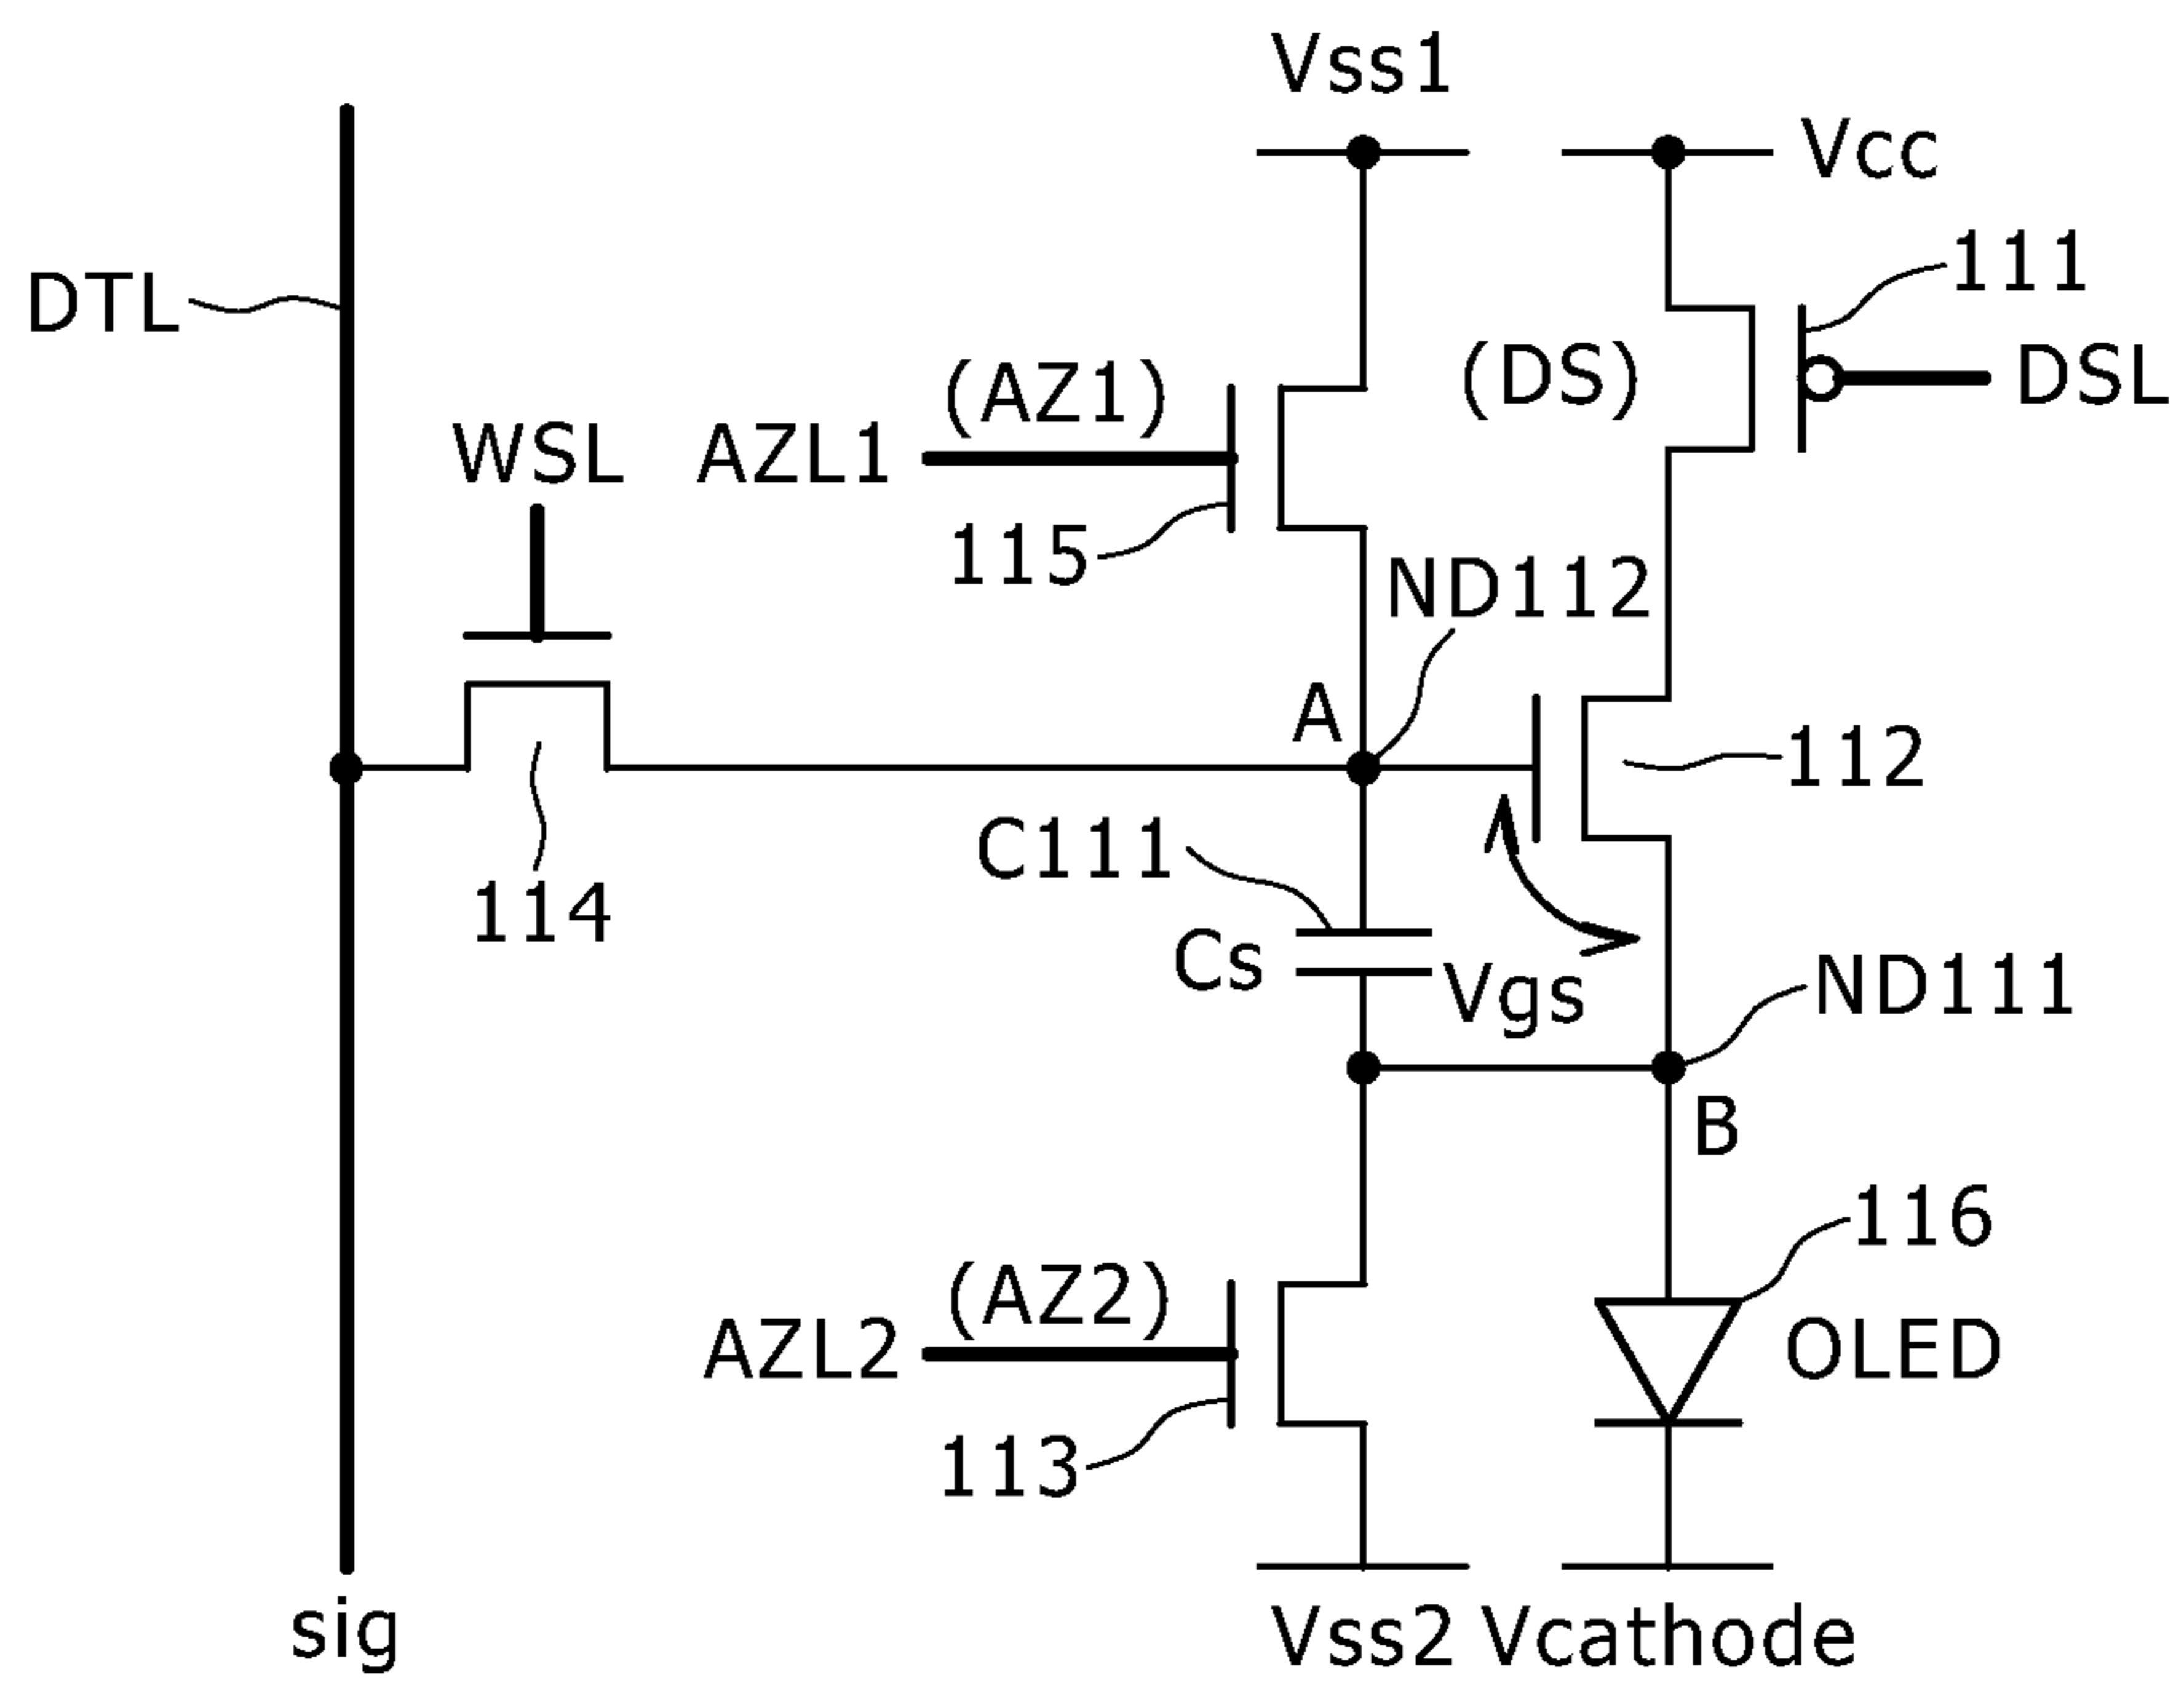 Vss1
Vcc
111
DTL
(AZ1)
(DS)
DSL
WSL
AZL1
115
ND112
A
112
C111
114
Cs
Vgs
ND111
B
116
(AZ2)
AZL2
OLED
113
sig
Vss2
Vcathode